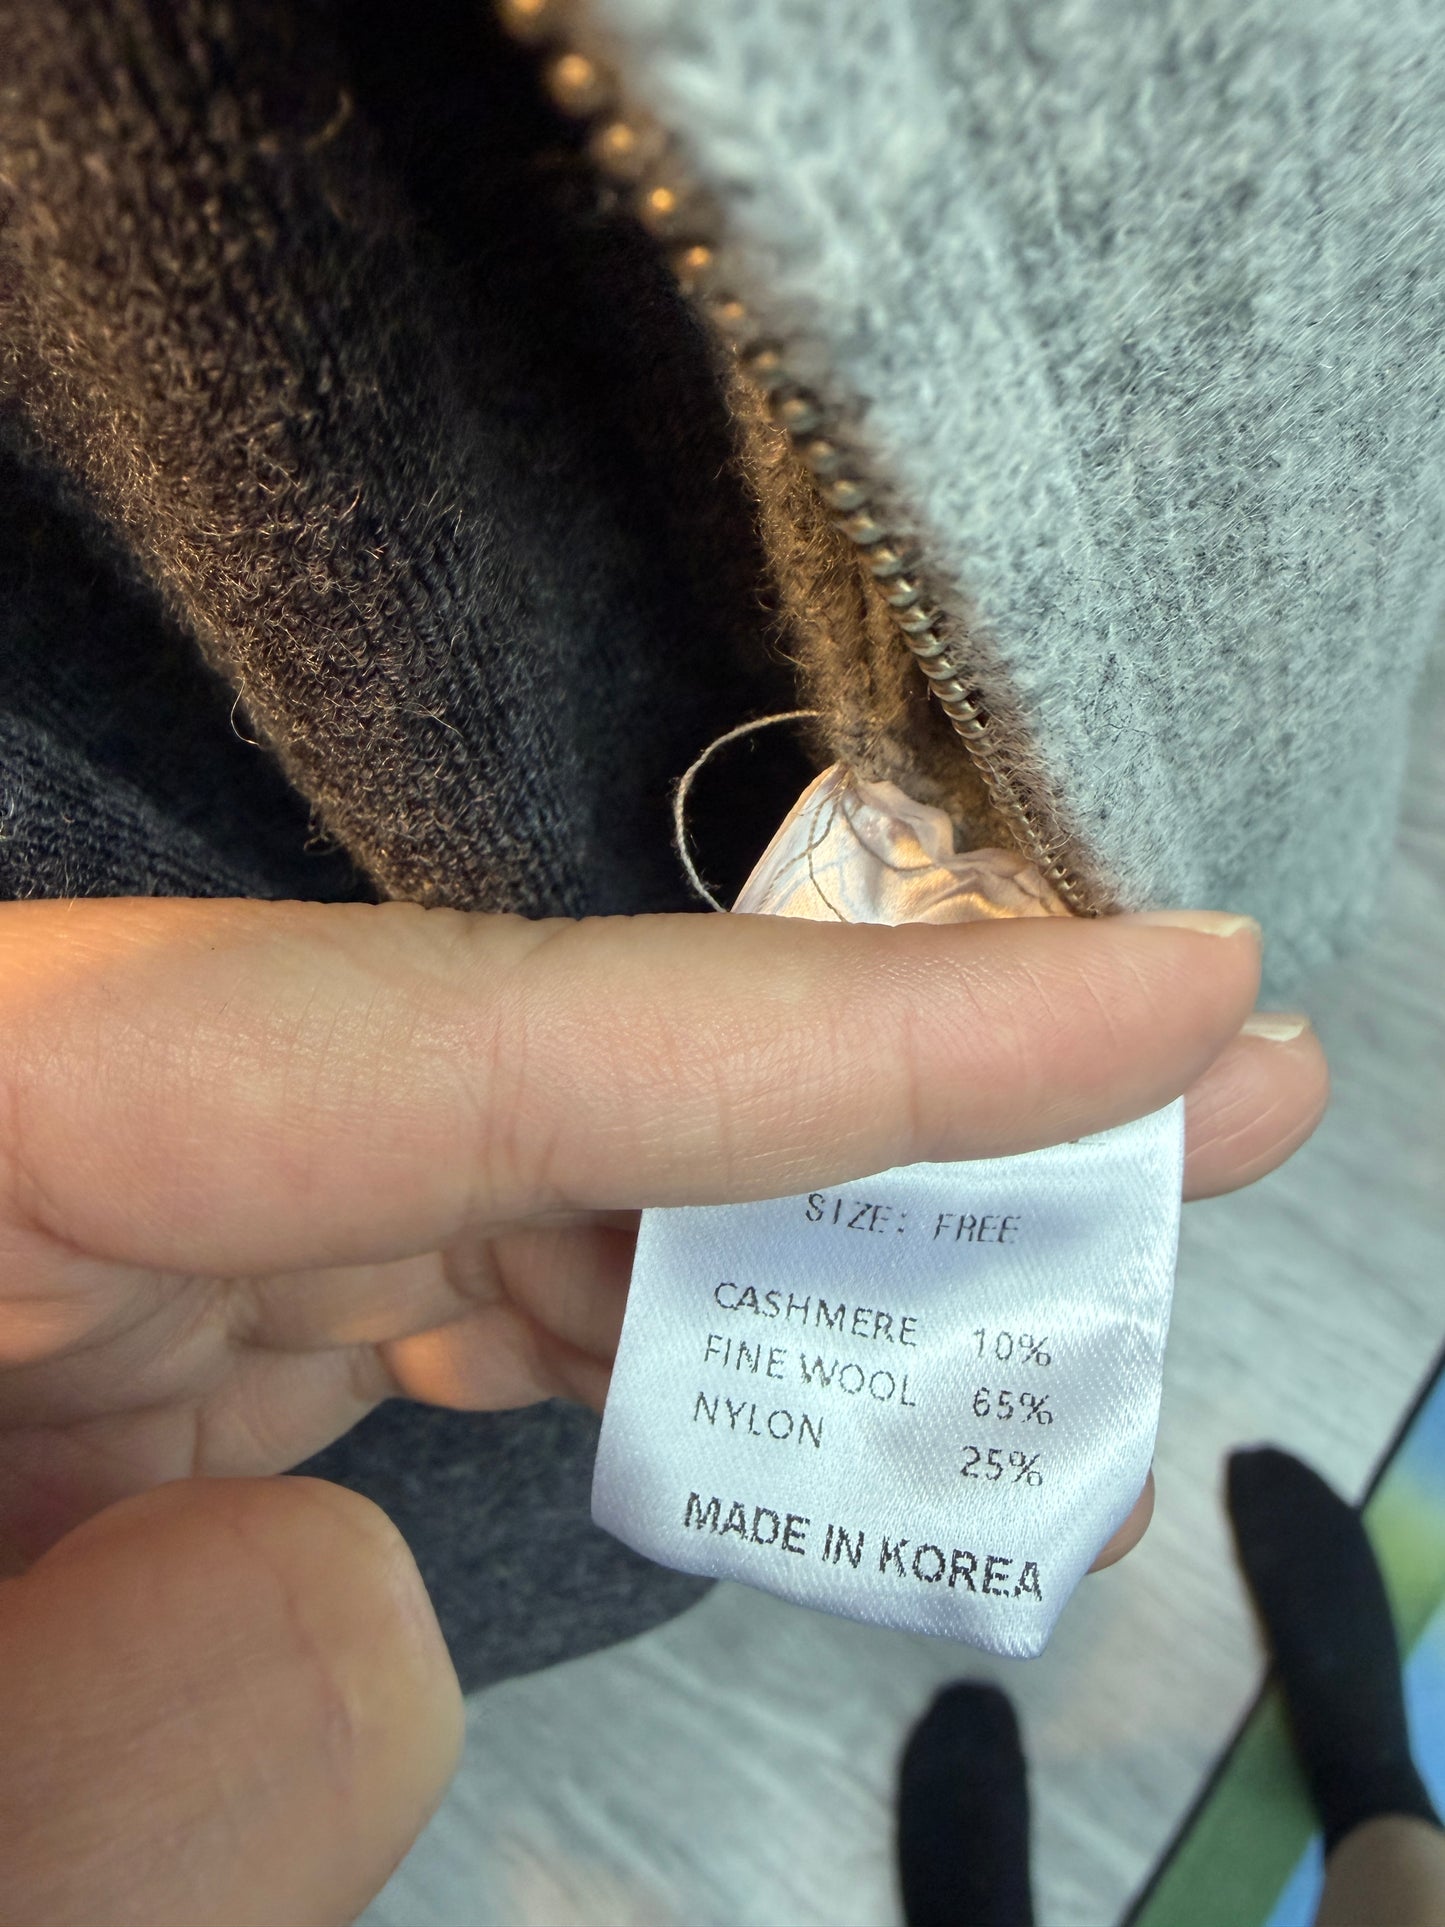 SIZE: FREE
CASHMERE 10%
FINE WOOL 65%
NYLON 25%
MADE IN KOREA